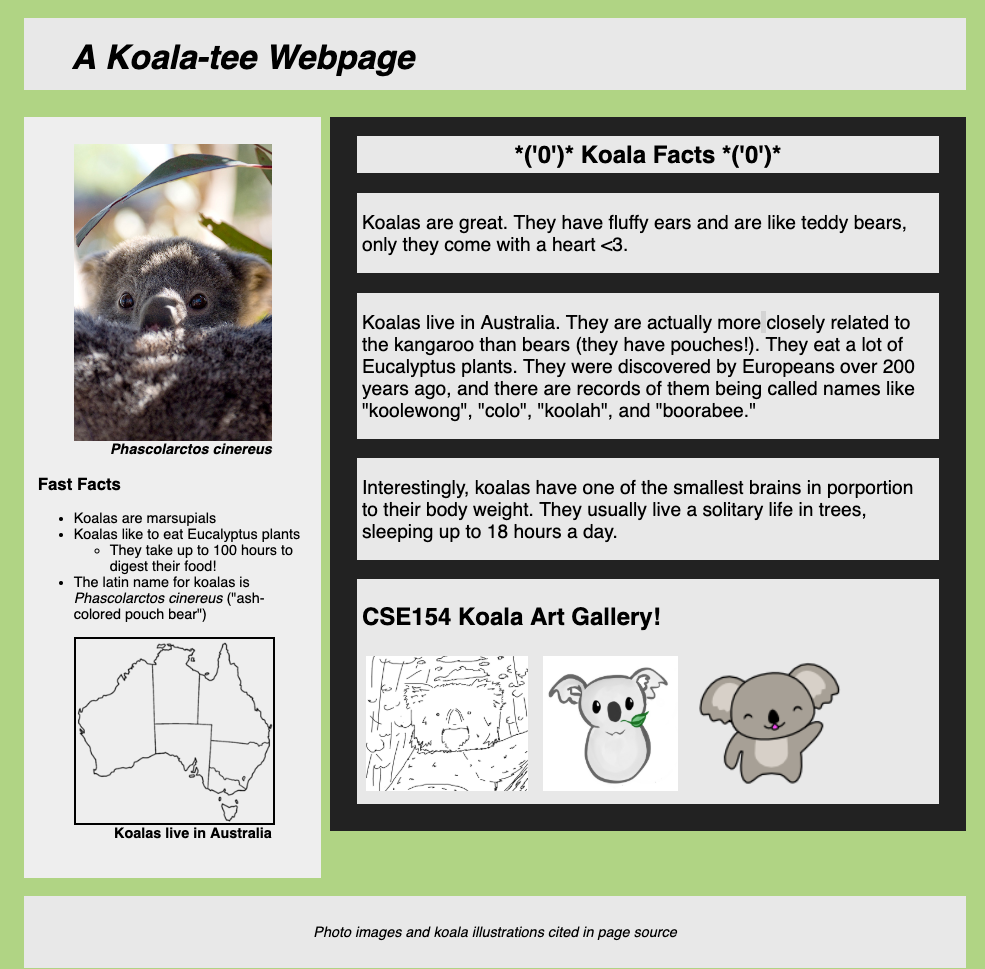 A Koala-tee Webpage
Phascolarctos cinereus
Fast Facts
Koalas are marsupials
Koalas like to eat Eucalyptus plants
They take up to 100 hours to
digest their food!
The latin name for koalas is
Phascolarctos cinereus ("ash-
colored pouch bear")
Koalas live in Australia
*('0')* Koala Facts *('0')*
Koalas are great. They have fluffy ears and are like teddy bears,
only they come with a heart <3.
Koalas live in Australia. They are actually more closely related to
the kangaroo than bears (they have pouches!). They eat a lot of
Eucalyptus plants. They were discovered by Europeans over 200
years ago, and there are records of them being called names like
"koolewong", "colo", "koolah", and "boorabee."
Interestingly, koalas have one of the smallest brains in porportion
to their body weight. They usually live a solitary life in trees,
sleeping up to 18 hours a day.
CSE154 Koala Art Gallery!
Photo images and koala illustrations cited in page source